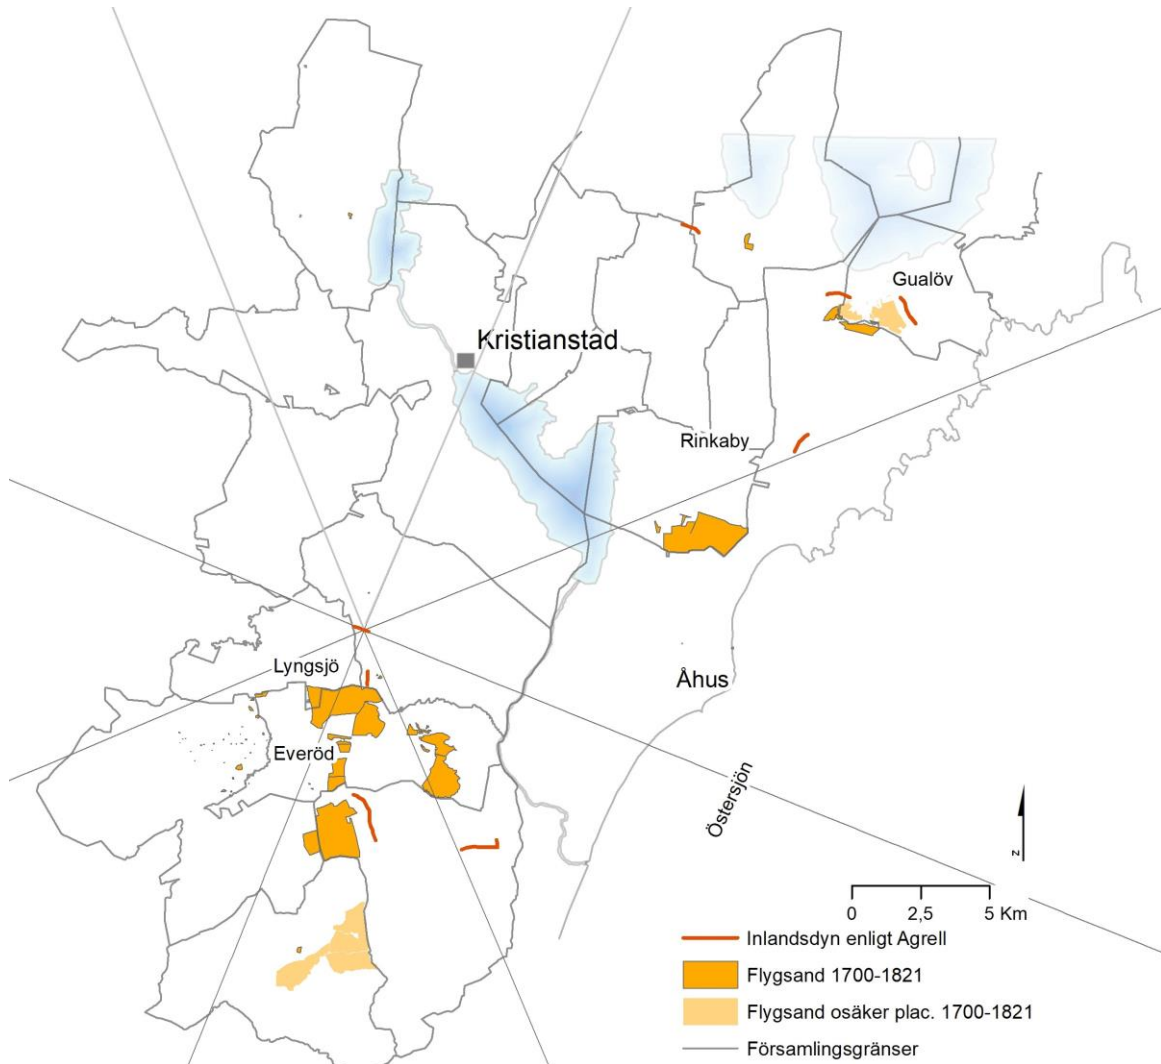 Gualöv
Kristianstad
Rinkaby
Lyngsjö
Åhus
Everöd
Östersjön
N
0 2,5 5 Km
Inlandsdyn enligt Agrell
Flygsand 1700-1821
Flygsand osäker plac. 1700-1821
Församlingsgränser